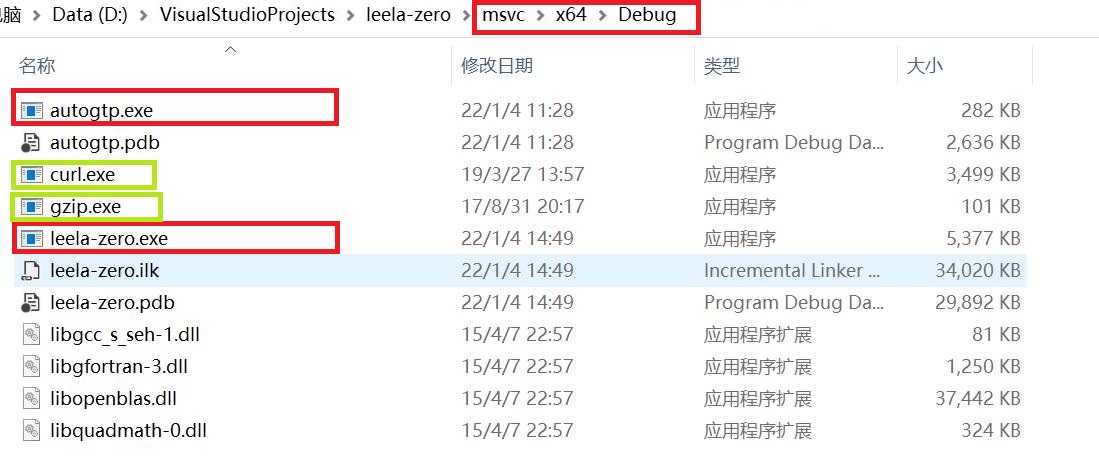 脑 > Data (D:) > VisualStudioProjects > leela-zero > msvc > x64 > Debug
名称 修改日期 类型 大小
autogtp.exe 22/1/4 11:28 应用程序 282 KB
autogtp.pdb 22/1/4 11:28 Program Debug Da... 2,636 KB
curl.exe 19/3/27 13:57 应用程序 3,499 KB
gzip.exe 17/8/31 20:17 应用程序 101 KB
leela-zero.exe 22/1/4 14:49 应用程序 5,377 KB
leela-zero.ilk 22/1/4 14:49 Incremental Linker ... 34,020 KB
leela-zero.pdb 22/1/4 14:49 Program Debug Da... 29,892 KB
libgcc_s_seh-1.dll 15/4/7 22:57 应用程序扩展 81 KB
libgfortran-3.dll 15/4/7 22:57 应用程序扩展 1,250 KB
libopenblas.dll 15/4/7 22:57 应用程序扩展 37,442 KB
libquadmath-0.dll 15/4/7 22:57 应用程序扩展 324 KB